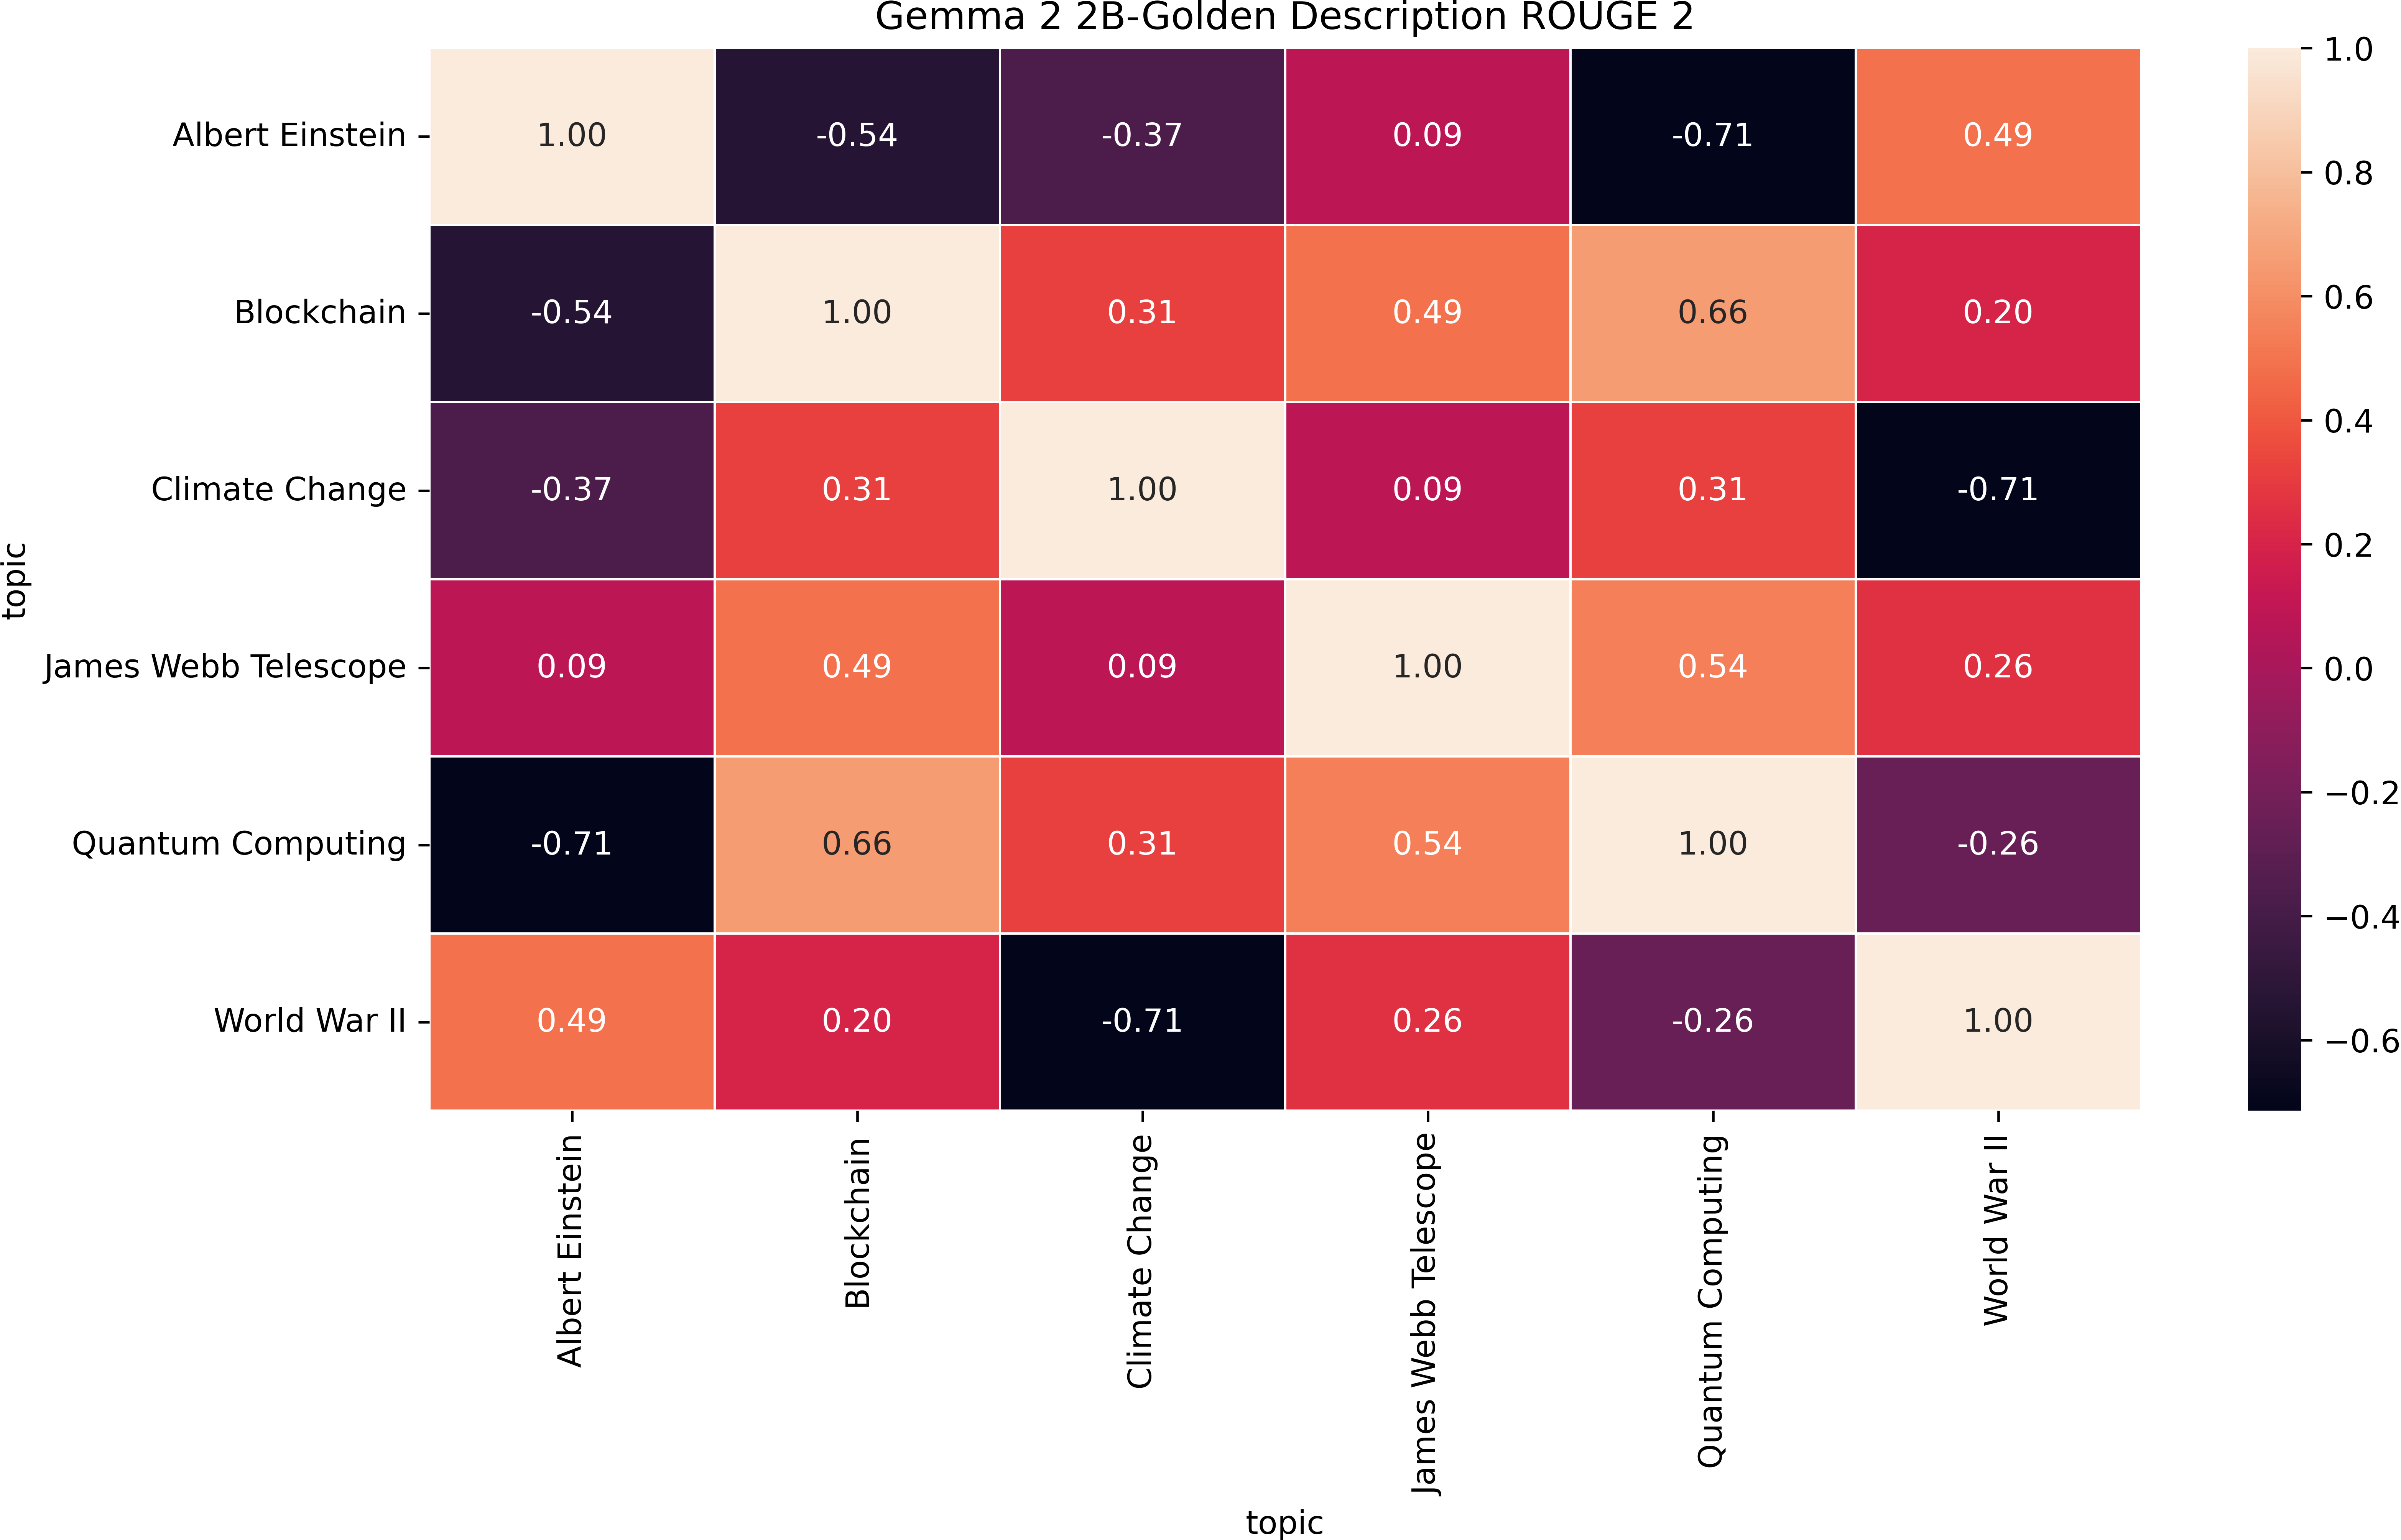 Gemma 2 2B-Golden Description ROUGE 2
topic
Albert Einstein 1.00 -0.54 -0.37 0.09 -0.71 0.49
Blockchain -0.54 1.00 0.31 0.49 0.66 0.20
Climate Change -0.37 0.31 1.00 0.09 0.31 -0.71
James Webb Telescope 0.09 0.49 0.09 1.00 0.54 0.26
Quantum Computing -0.71 0.66 0.31 0.54 1.00 -0.26
World War II 0.49 0.20 -0.71 0.26 -0.26 1.00
Albert Einstein
Blockchain
Climate Change
James Webb Telescope
Quantum Computing
World War II
topic
1.0
0.8
0.6
0.4
0.2
0.0
−0.2
−0.4
−0.6